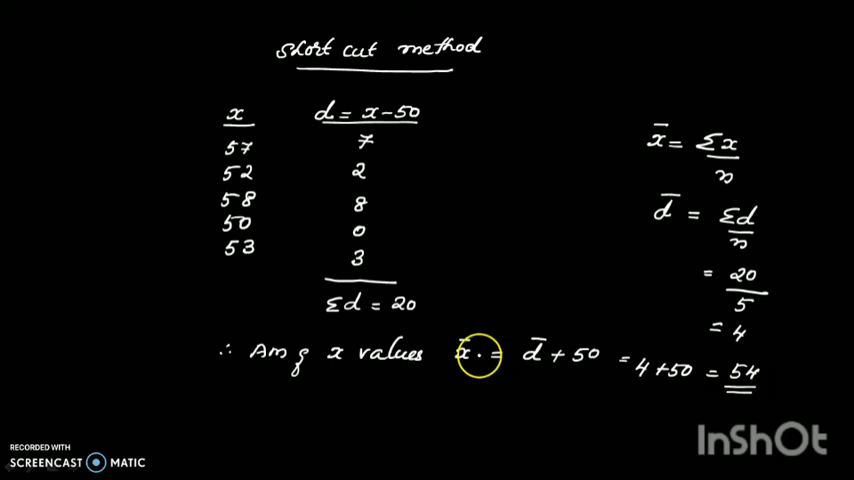 short cut method
x d = x - 50
57 7
52 2
58 8
50 0
53 3
Σd = 20
x̄ = Σx / n
d̄ = Σd / n
= 20 / 5
= 4
∴ Am of x values x̄ . = d̄ + 50 = 4 + 50 = 54
RECORDED WITH
SCREENCAST MATIC
InShOt